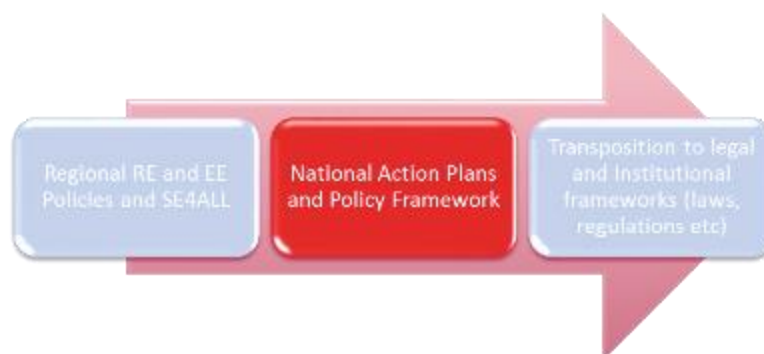 Regional RE and EE
Policies and SE4ALL
National Action Plans
and Policy Framework
Transposition to legal
and Institutional
frameworks (laws,
regulations etc)